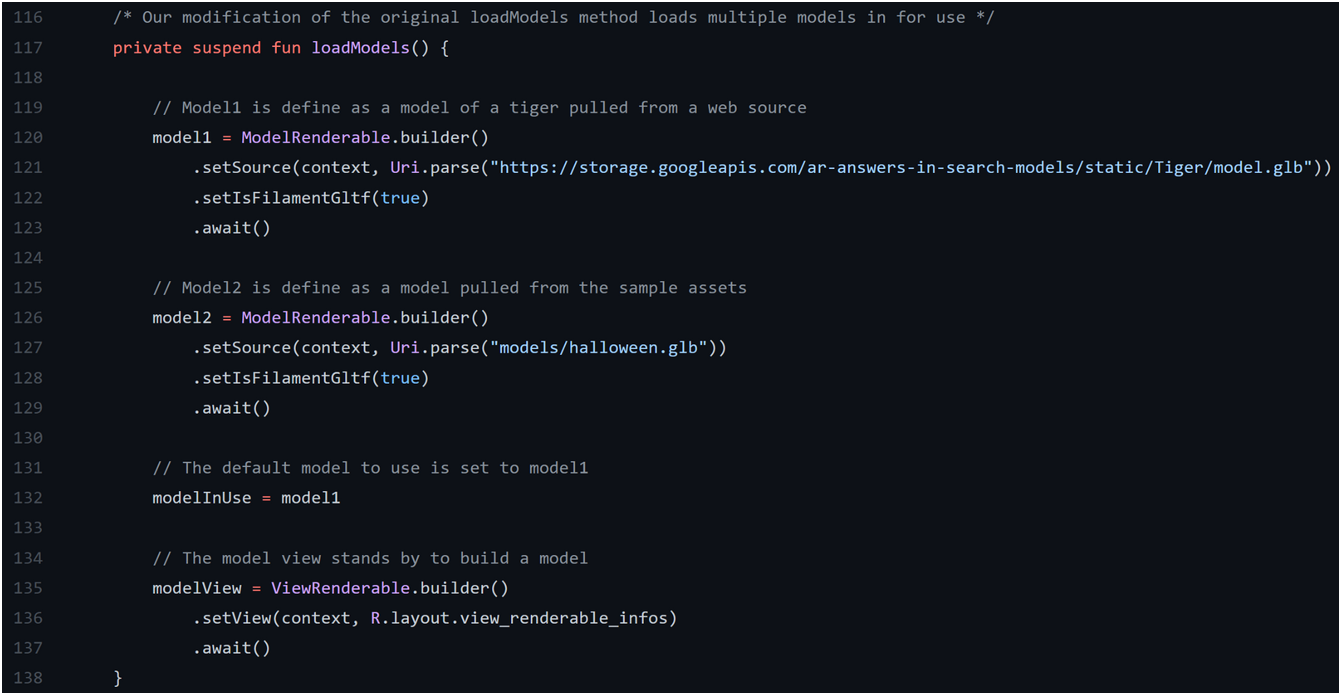 116 /* Our modification of the original loadModels method loads multiple models in for use */
117 private suspend fun loadModels() {
118
119 // Model1 is define as a model of a tiger pulled from a web source
120 model1 = ModelRenderable.builder()
121 .setSource(context, Uri.parse("https://storage.googleapis.com/ar-answers-in-search-models/static/Tiger/model.glb"))
122 .setIsFilamentGltf(true)
123 .await()
124
125 // Model2 is define as a model pulled from the sample assets
126 model2 = ModelRenderable.builder()
127 .setSource(context, Uri.parse("models/halloween.glb"))
128 .setIsFilamentGltf(true)
129 .await()
130
131 // The default model to use is set to model1
132 modelInUse = model1
133
134 // The model view stands by to build a model
135 modelView = ViewRenderable.builder()
136 .setView(context, R.layout.view_renderable_infos)
137 .await()
138 }